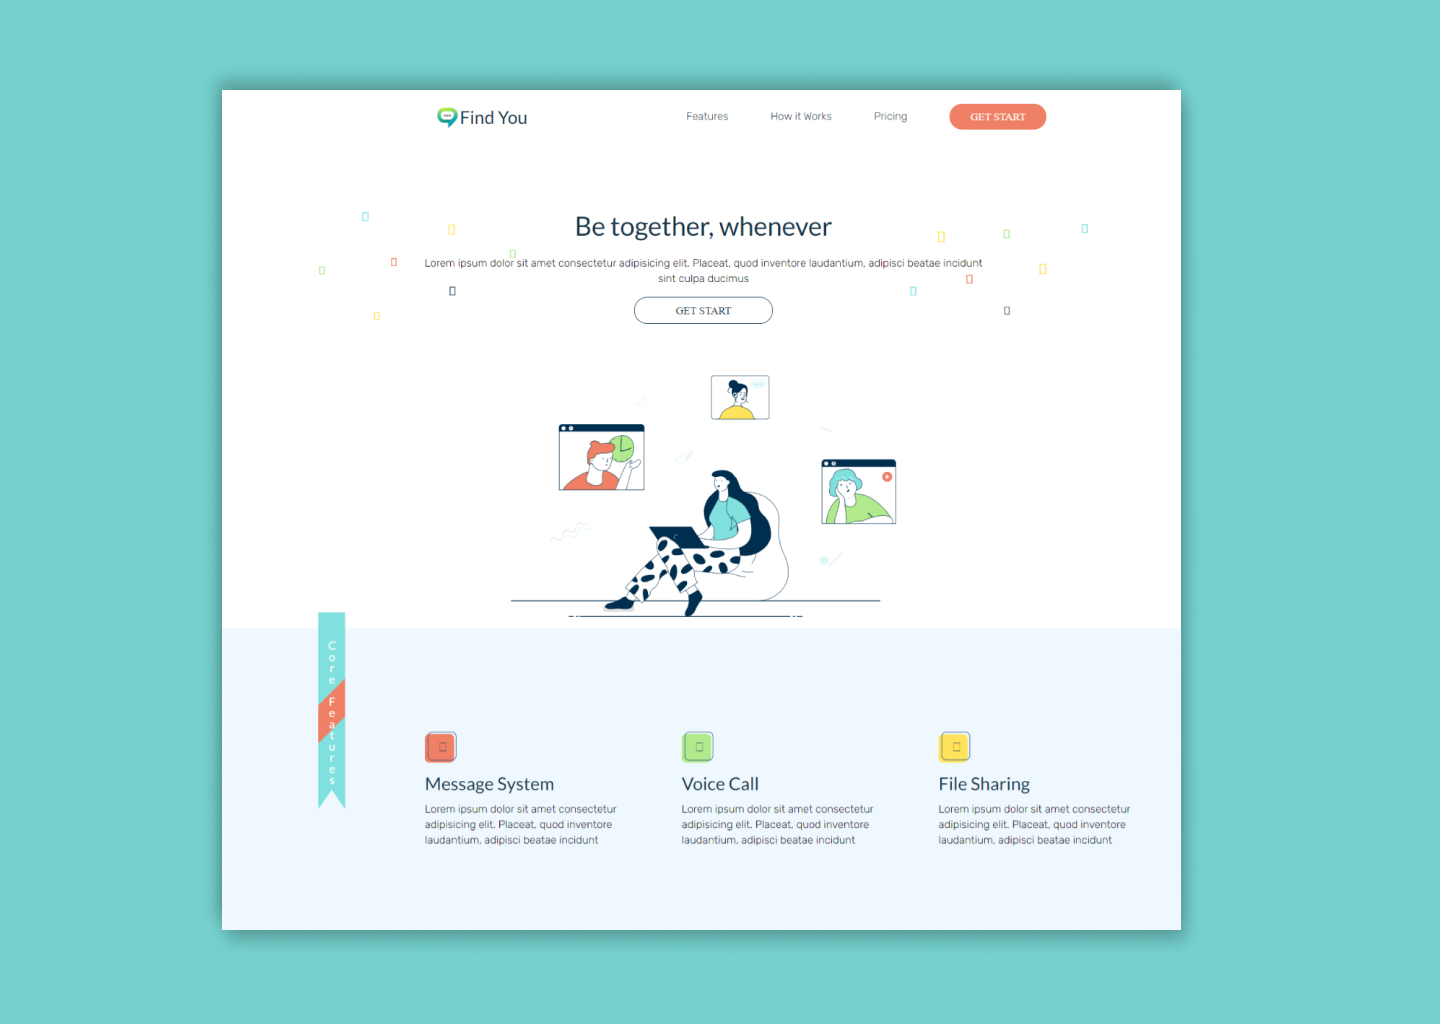 Find You
Features
How it Works
Pricing
GET START
Be together, whenever
Lorem ipsum dolor sit amet consectetur adipisicing elit. Placeat, quod inventore laudantium, adipisci beatae incidunt
sint culpa ducimus
GET START
Core Features
Message System
Lorem ipsum dolor sit amet consectetur
adipisicing elit. Placeat, quod inventore
laudantium, adipisci beatae incidunt
Voice Call
Lorem ipsum dolor sit amet consectetur
adipisicing elit. Placeat, quod inventore
laudantium, adipisci beatae incidunt
File Sharing
Lorem ipsum dolor sit amet consectetur
adipisicing elit. Placeat, quod inventore
laudantium, adipisci beatae incidunt